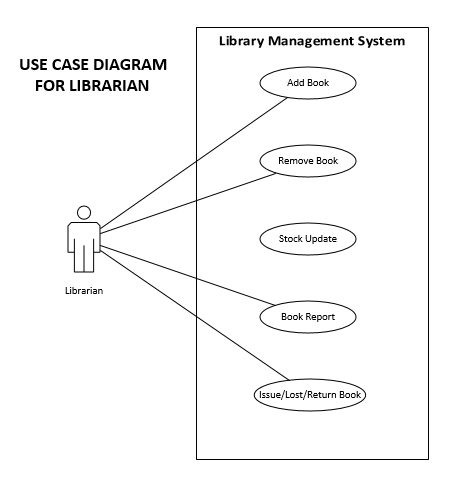 Library Management System
USE CASE DIAGRAM
FOR LIBRARIAN
Add Book
Remove Book
Stock Update
Librarian
Book Report
Issue/Lost/Return Book